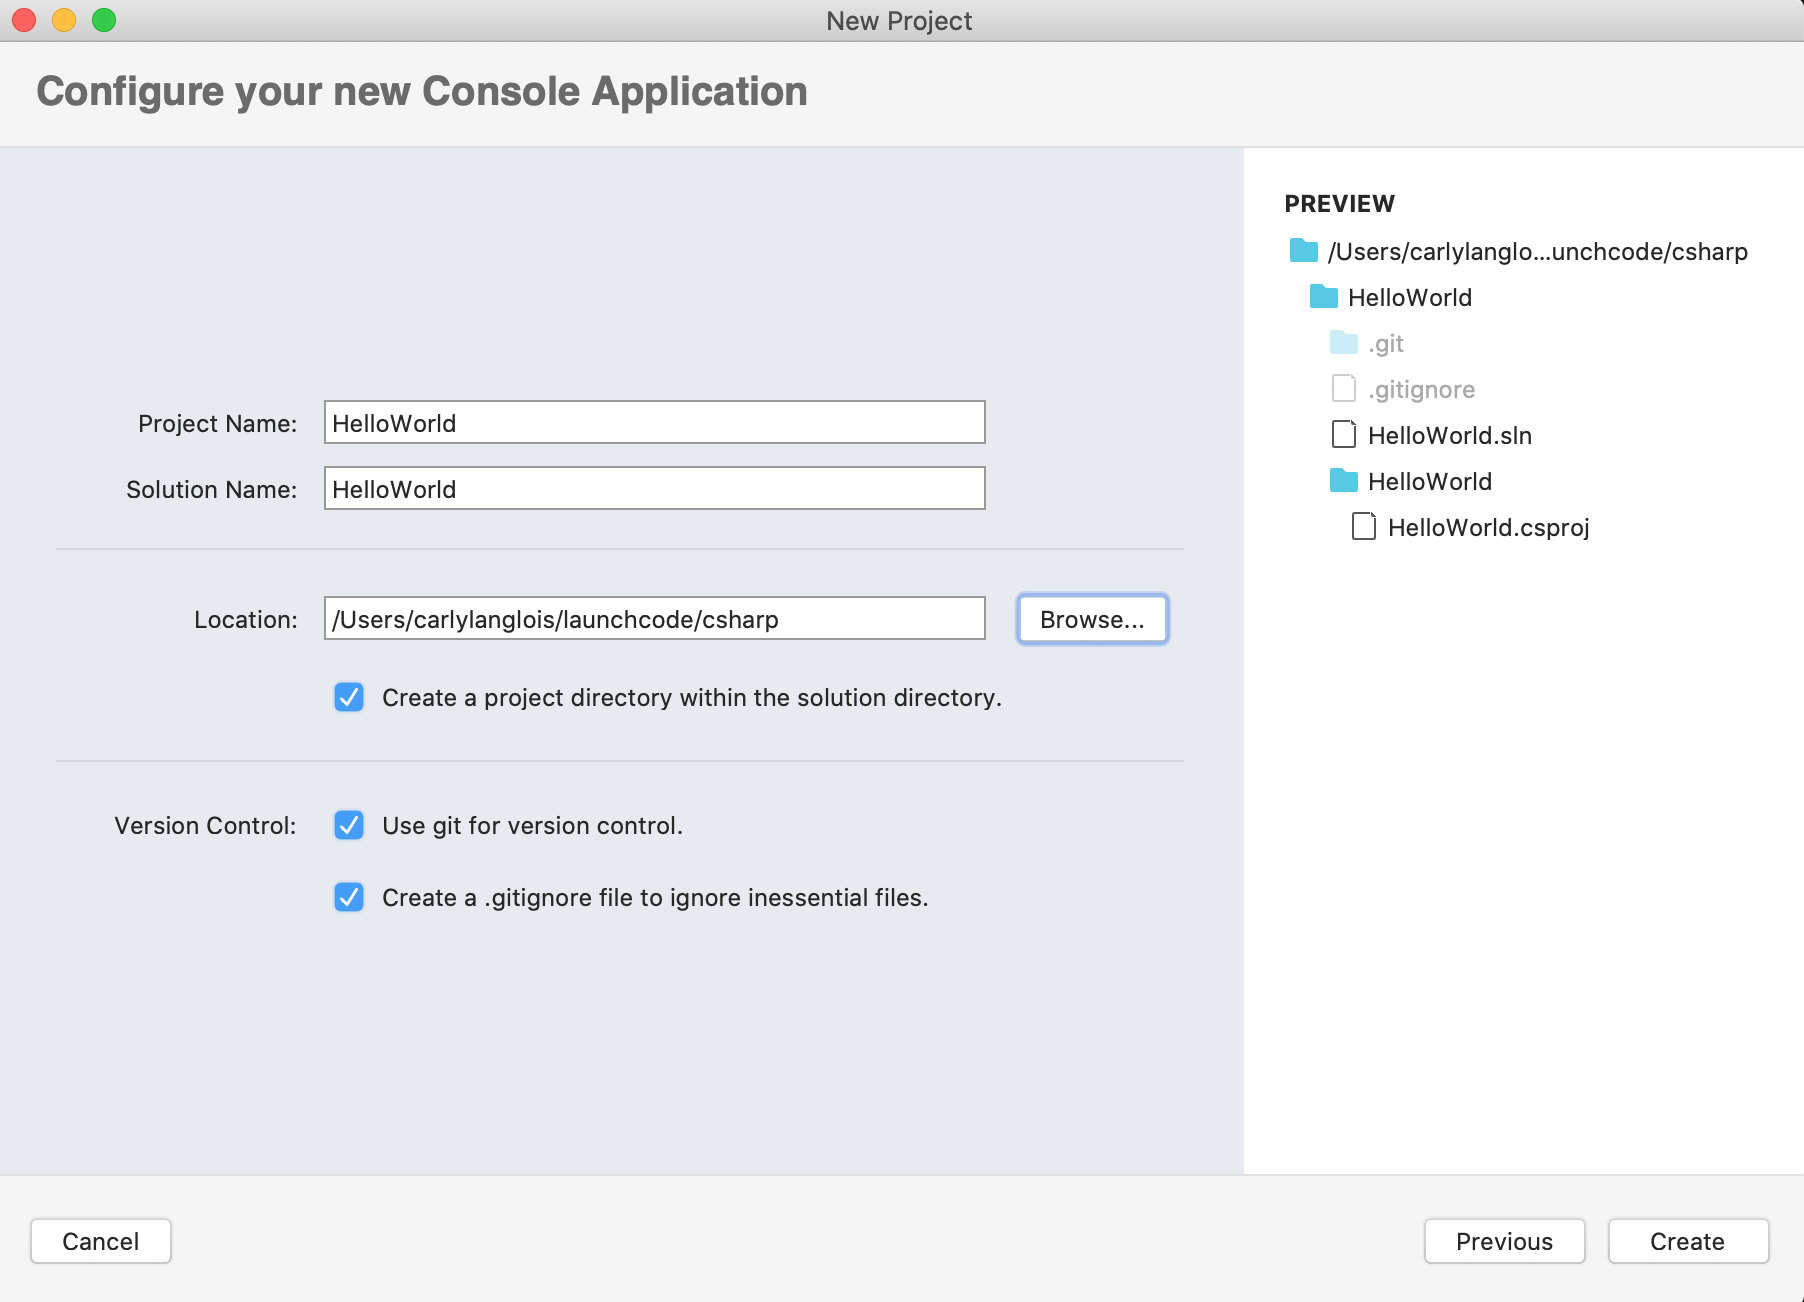 New Project
Configure your new Console Application
Project Name: HelloWorld
Solution Name: HelloWorld
Location: /Users/carlylanglois/launchcode/csharp Browse...
Create a project directory within the solution directory.
Version Control: Use git for version control.
Create a .gitignore file to ignore inessential files.
PREVIEW
/Users/carlylanglo...unchcode/csharp
HelloWorld
.git
.gitignore
HelloWorld.sln
HelloWorld
HelloWorld.csproj
Cancel Previous Create